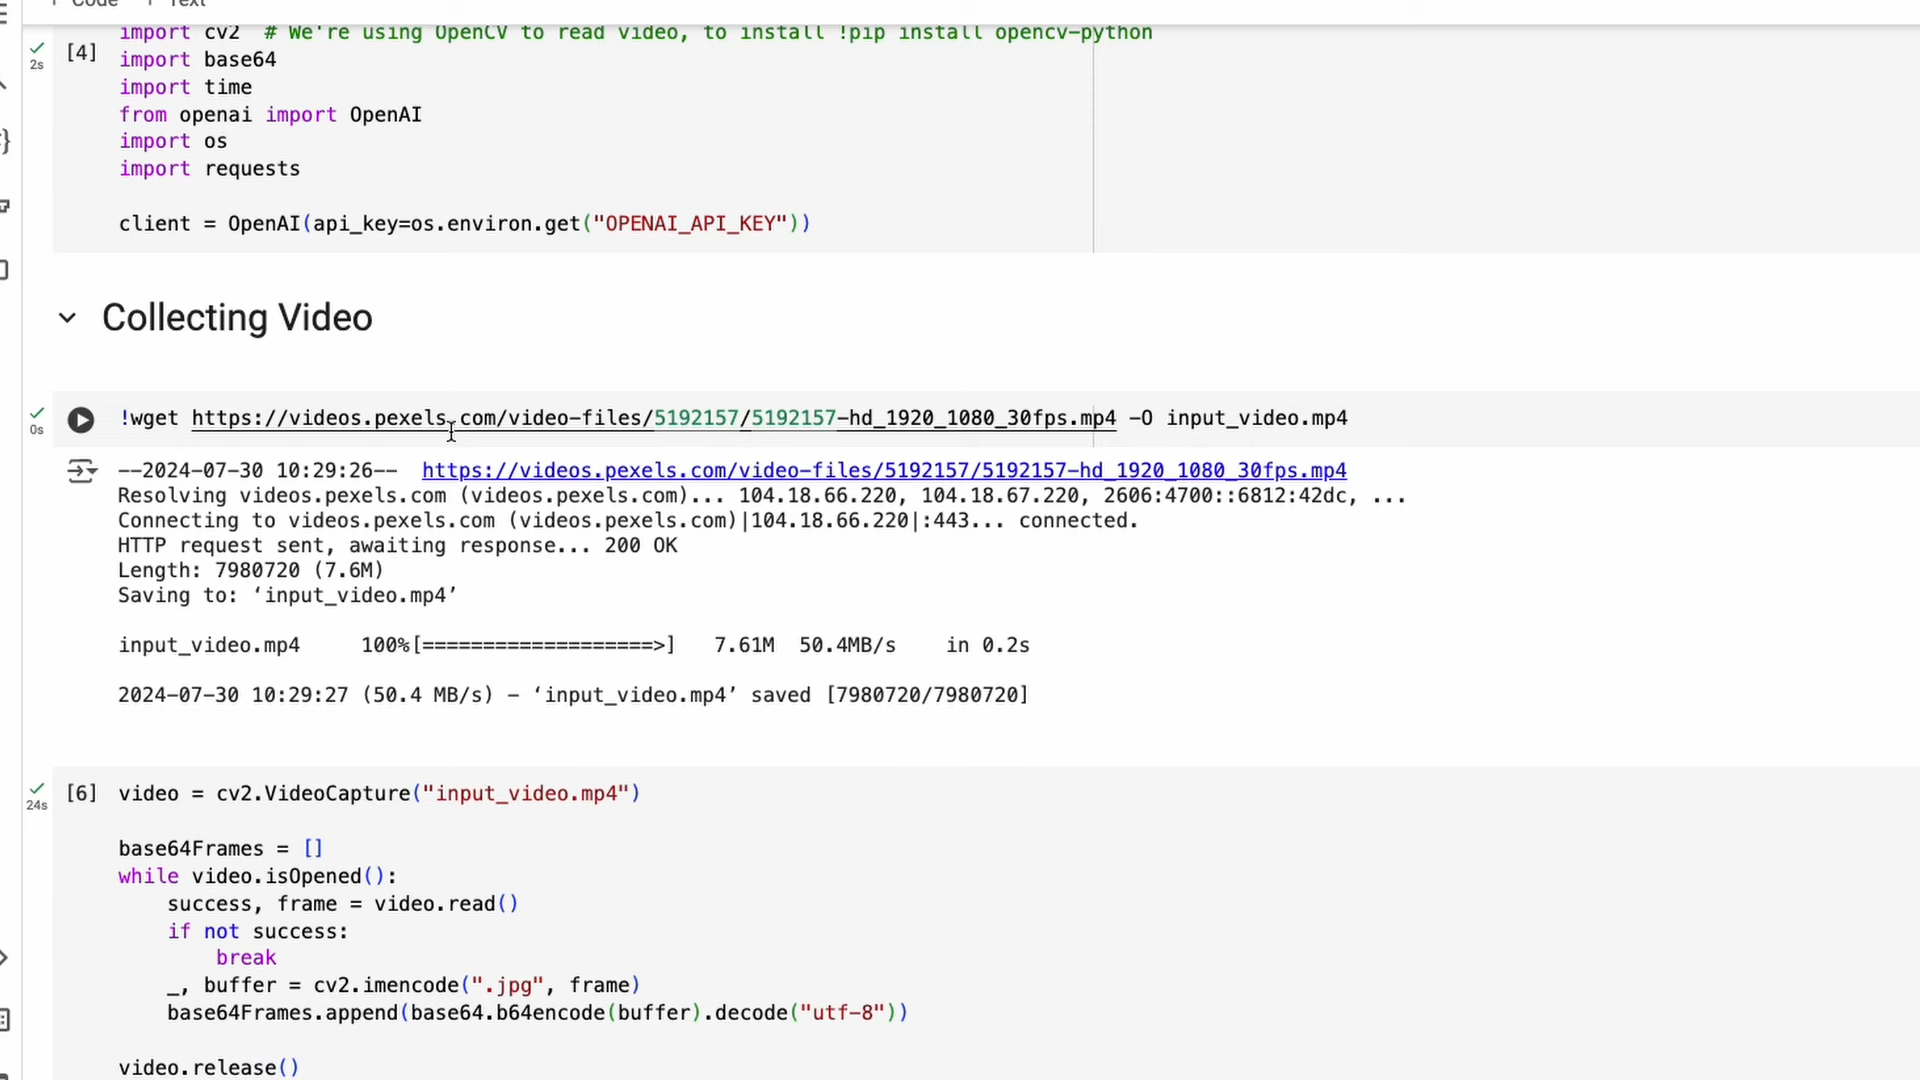 + Code + Text
import cv2 # We're using OpenCV to read video, to install !pip install opencv-python
[4]
2s
import base64
import time
from openai import OpenAI
import os
import requests
client = OpenAI(api_key=os.environ.get("OPENAI_API_KEY"))
Collecting Video
0s
!wget https://videos.pexels.com/video-files/5192157/5192157-hd_1920_1080_30fps.mp4 -O input_video.mp4
--2024-07-30 10:29:26-- https://videos.pexels.com/video-files/5192157/5192157-hd_1920_1080_30fps.mp4
Resolving videos.pexels.com (videos.pexels.com)... 104.18.66.220, 104.18.67.220, 2606:4700::6812:42dc, ...
Connecting to videos.pexels.com (videos.pexels.com)|104.18.66.220|:443... connected.
HTTP request sent, awaiting response... 200 OK
Length: 7980720 (7.6M)
Saving to: ‘input_video.mp4’
input_video.mp4 100%[===================>] 7.61M 50.4MB/s in 0.2s
2024-07-30 10:29:27 (50.4 MB/s) - ‘input_video.mp4’ saved [7980720/7980720]
24s
[6] video = cv2.VideoCapture("input_video.mp4")
base64Frames = []
while video.isOpened():
success, frame = video.read()
if not success:
break
_, buffer = cv2.imencode(".jpg", frame)
base64Frames.append(base64.b64encode(buffer).decode("utf-8"))
video.release()